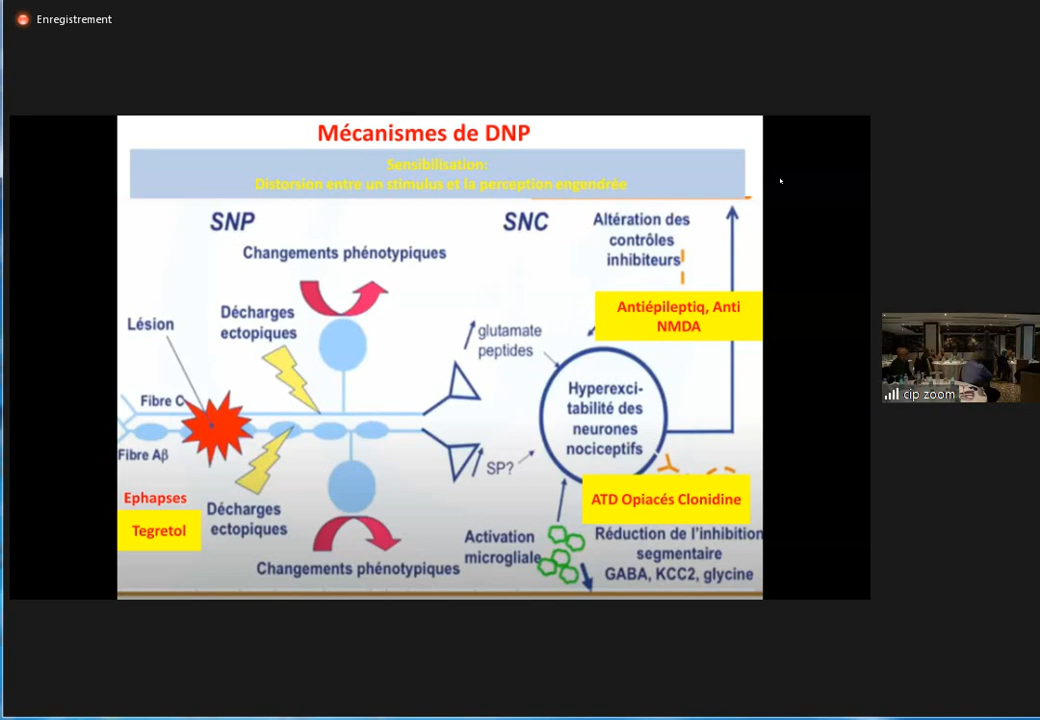 Enregistrement
Mécanismes de DNP
Sensibilisation:
Distorsion entre un stimulus et la perception engendrée
SNP
SNC
Altération des
contrôles
inhibiteurs
Changements phénotypiques
Antiépileptiq, Anti
NMDA
Décharges
ectopiques
Lésion
glutamate
peptides
Hyperexci-
tabilité des
neurones
nociceptifs
Fibre C
Fibre Aβ
SP?
Ephapses
Tegretol
Décharges
ectopiques
ATD Opiacés Clonidine
Activation
microgliale
Réduction de l'inhibition
segmentaire
GABA, KCC2, glycine
Changements phénotypiques
cip zoom